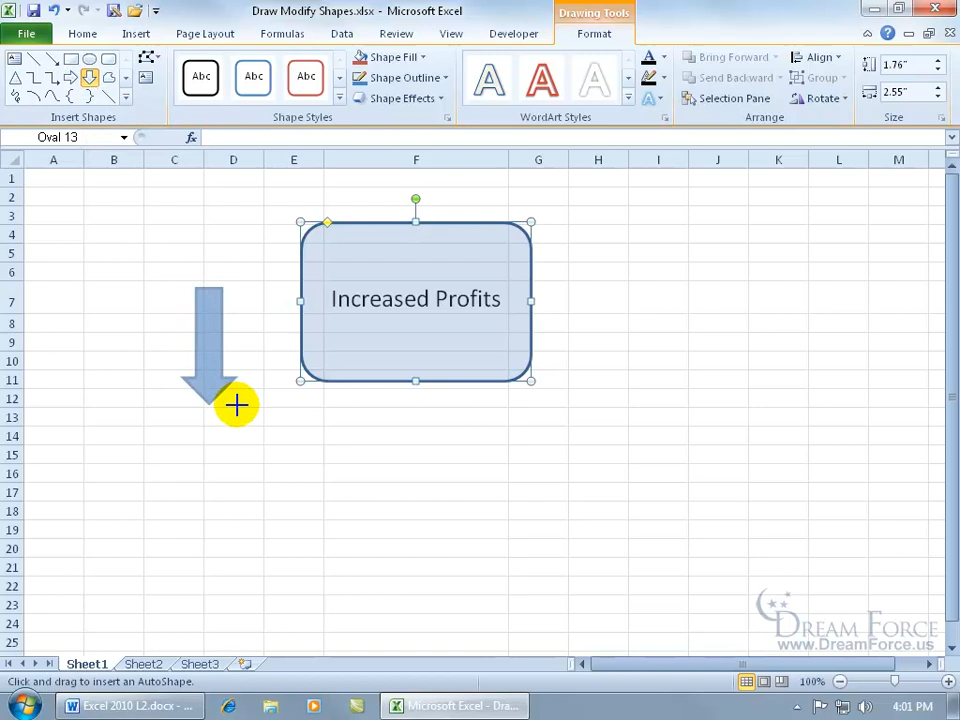 Draw Modify Shapes.xlsx - Microsoft Excel
Drawing Tools
File Home Insert Page Layout Formulas Data Review View Developer Format
Abc Abc Abc
Shape Fill
Shape Outline
Shape Effects
A A A
Bring Forward
Send Backward
Selection Pane
Align
Group
Rotate
1.76"
2.55"
Insert Shapes Shape Styles WordArt Styles Arrange Size
Oval 13 fx
A B C D E F G H I J K L M
1
2
3
4
5
6
7
8
9
10
11
12
13
14
15
16
17
18
19
20
21
22
23
24
25
Increased Profits
DREAM FORCE
www.DreamForce.us
Sheet1 Sheet2 Sheet3
Click and drag to insert an AutoShape. 100%
Excel 2010 L2.docx - ... Microsoft Excel - Dra... 4:01 PM